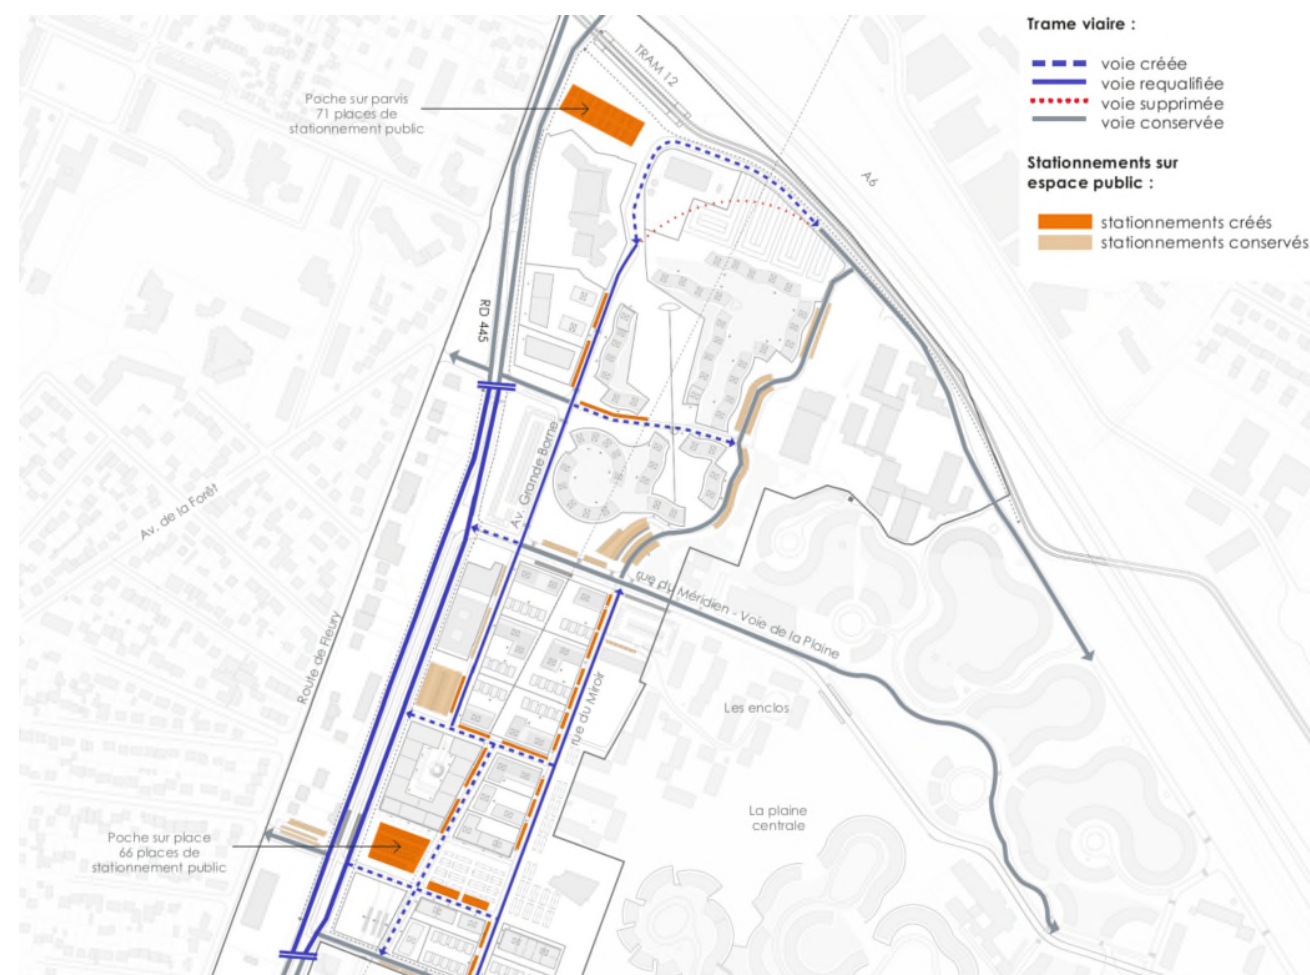 Trame viaire :
voie créée
voie requalifiée
voie supprimée
voie conservée
Stationnements sur
espace public :
stationnements créés
stationnements conservés
TRAM 12
A6
Poche sur parvis
71 places de
stationnement public
RD 445
Av. Grande Borne
Av. de la Forêt
Route de Fleury
rue du Méridien - Voie de la Plaine
rue du Miroir
Les enclos
La plaine
centrale
Poche sur place
66 places de
stationnement public